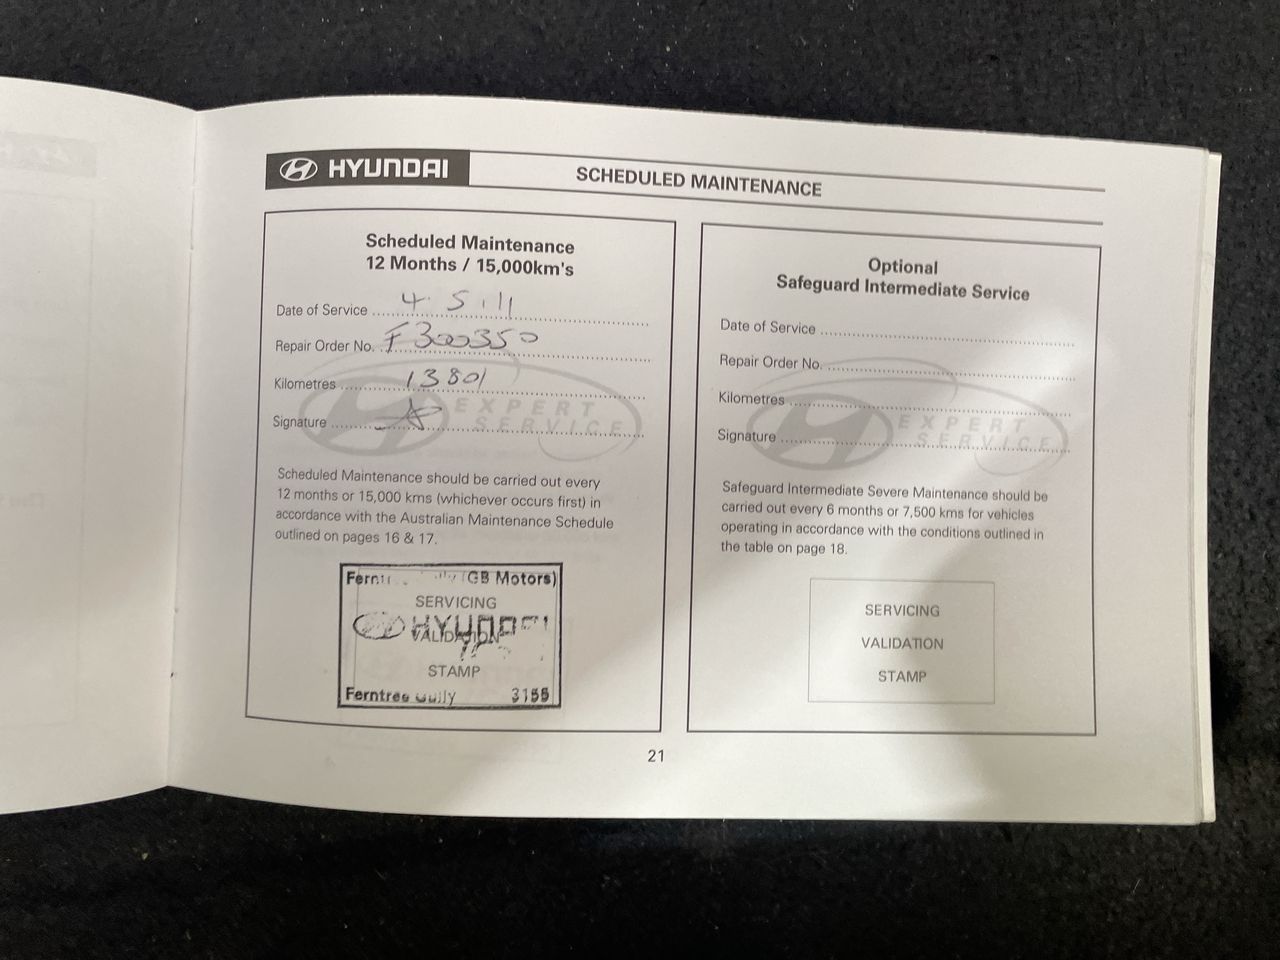 HYUNDAI
SCHEDULED MAINTENANCE
Scheduled Maintenance
12 Months / 15,000km's
Date of Service 4.5.11
Repair Order No. F300350
Kilometres 13801
Signature
EXPERT
SERVICE
Scheduled Maintenance should be carried out every
12 months or 15,000 kms (whichever occurs first) in
accordance with the Australian Maintenance Schedule
outlined on pages 16 & 17.
(GB Motors)
SERVICING
HYUNDAI
VALIDATION
STAMP
Ferntree Gully 3155
Optional
Safeguard Intermediate Service
Date of Service
Repair Order No.
Kilometres
Signature
EXPERT
SERVICE
Safeguard Intermediate Severe Maintenance should be
carried out every 6 months or 7,500 kms for vehicles
operating in accordance with the conditions outlined in
the table on page 18.
SERVICING
VALIDATION
STAMP
21